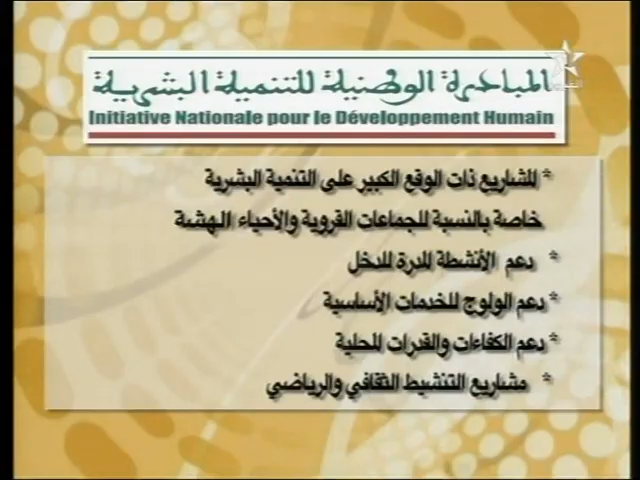 المبادرة الوطنية للتنمية البشرية
Initiative Nationale pour le Développement Humain
* المشاريع ذات الوقع الكبير على التنمية البشرية
خاصة بالنسبة للجماعات القروية والأحياء الهشة
* دعم الأنشطة المدرة للدخل
* دعم الولوج للخدمات الأساسية
* دعم الكفاءات والقدرات المحلية
* مشاريع التنشيط الثقافي والرياضي